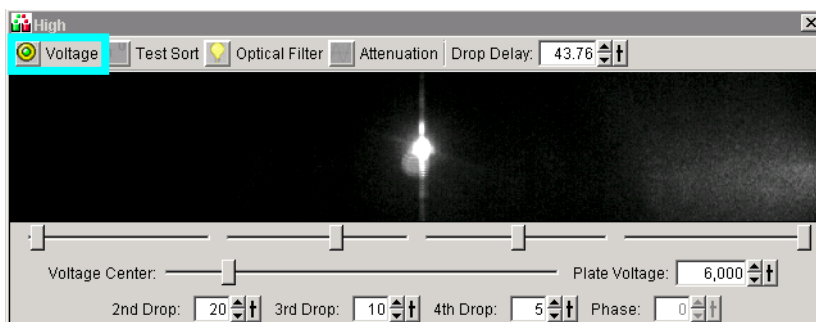 High
Voltage Test Sort Optical Filter Attenuation Drop Delay: 43.76
Voltage Center: Plate Voltage: 6,000
2nd Drop: 20 3rd Drop: 10 4th Drop: 5 Phase: 0